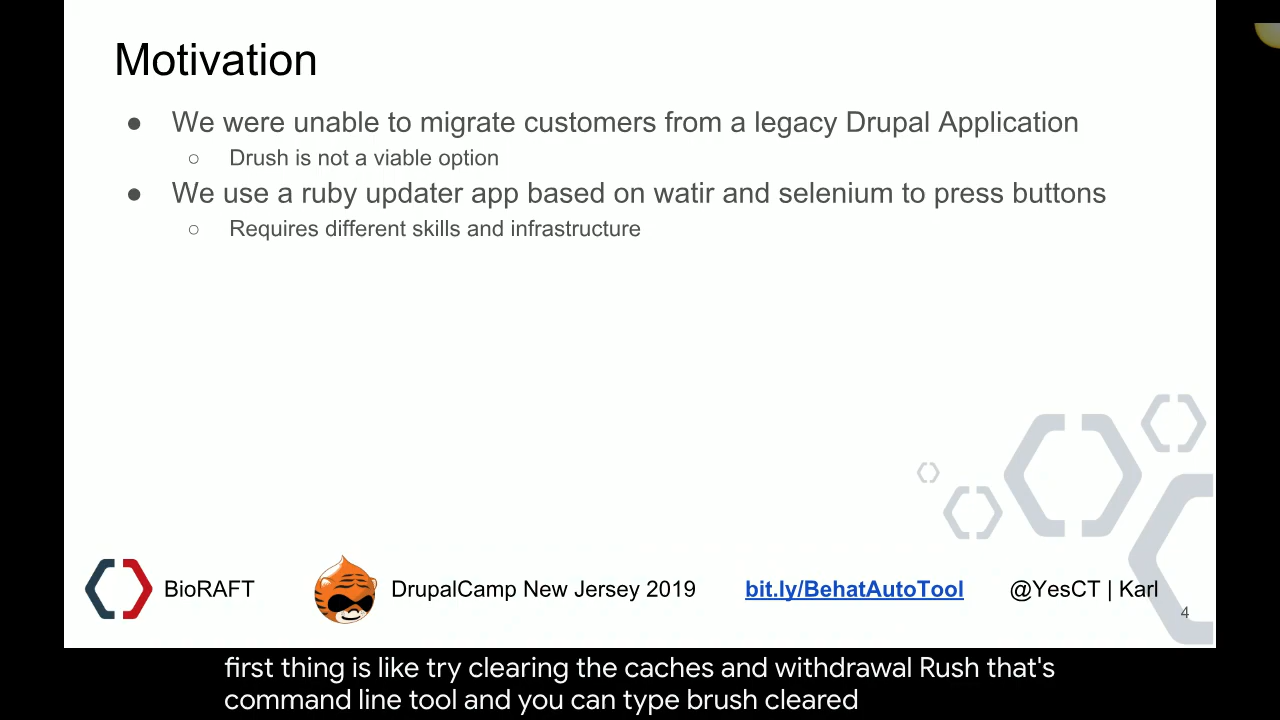 Motivation
● We were unable to migrate customers from a legacy Drupal Application
○ Drush is not a viable option
● We use a ruby updater app based on watir and selenium to press buttons
○ Requires different skills and infrastructure
BioRAFT DrupalCamp New Jersey 2019 bit.ly/BehatAutoTool @YesCT | Karl
4
first thing is like try clearing the caches and withdrawal Rush that's
command line tool and you can type brush cleared